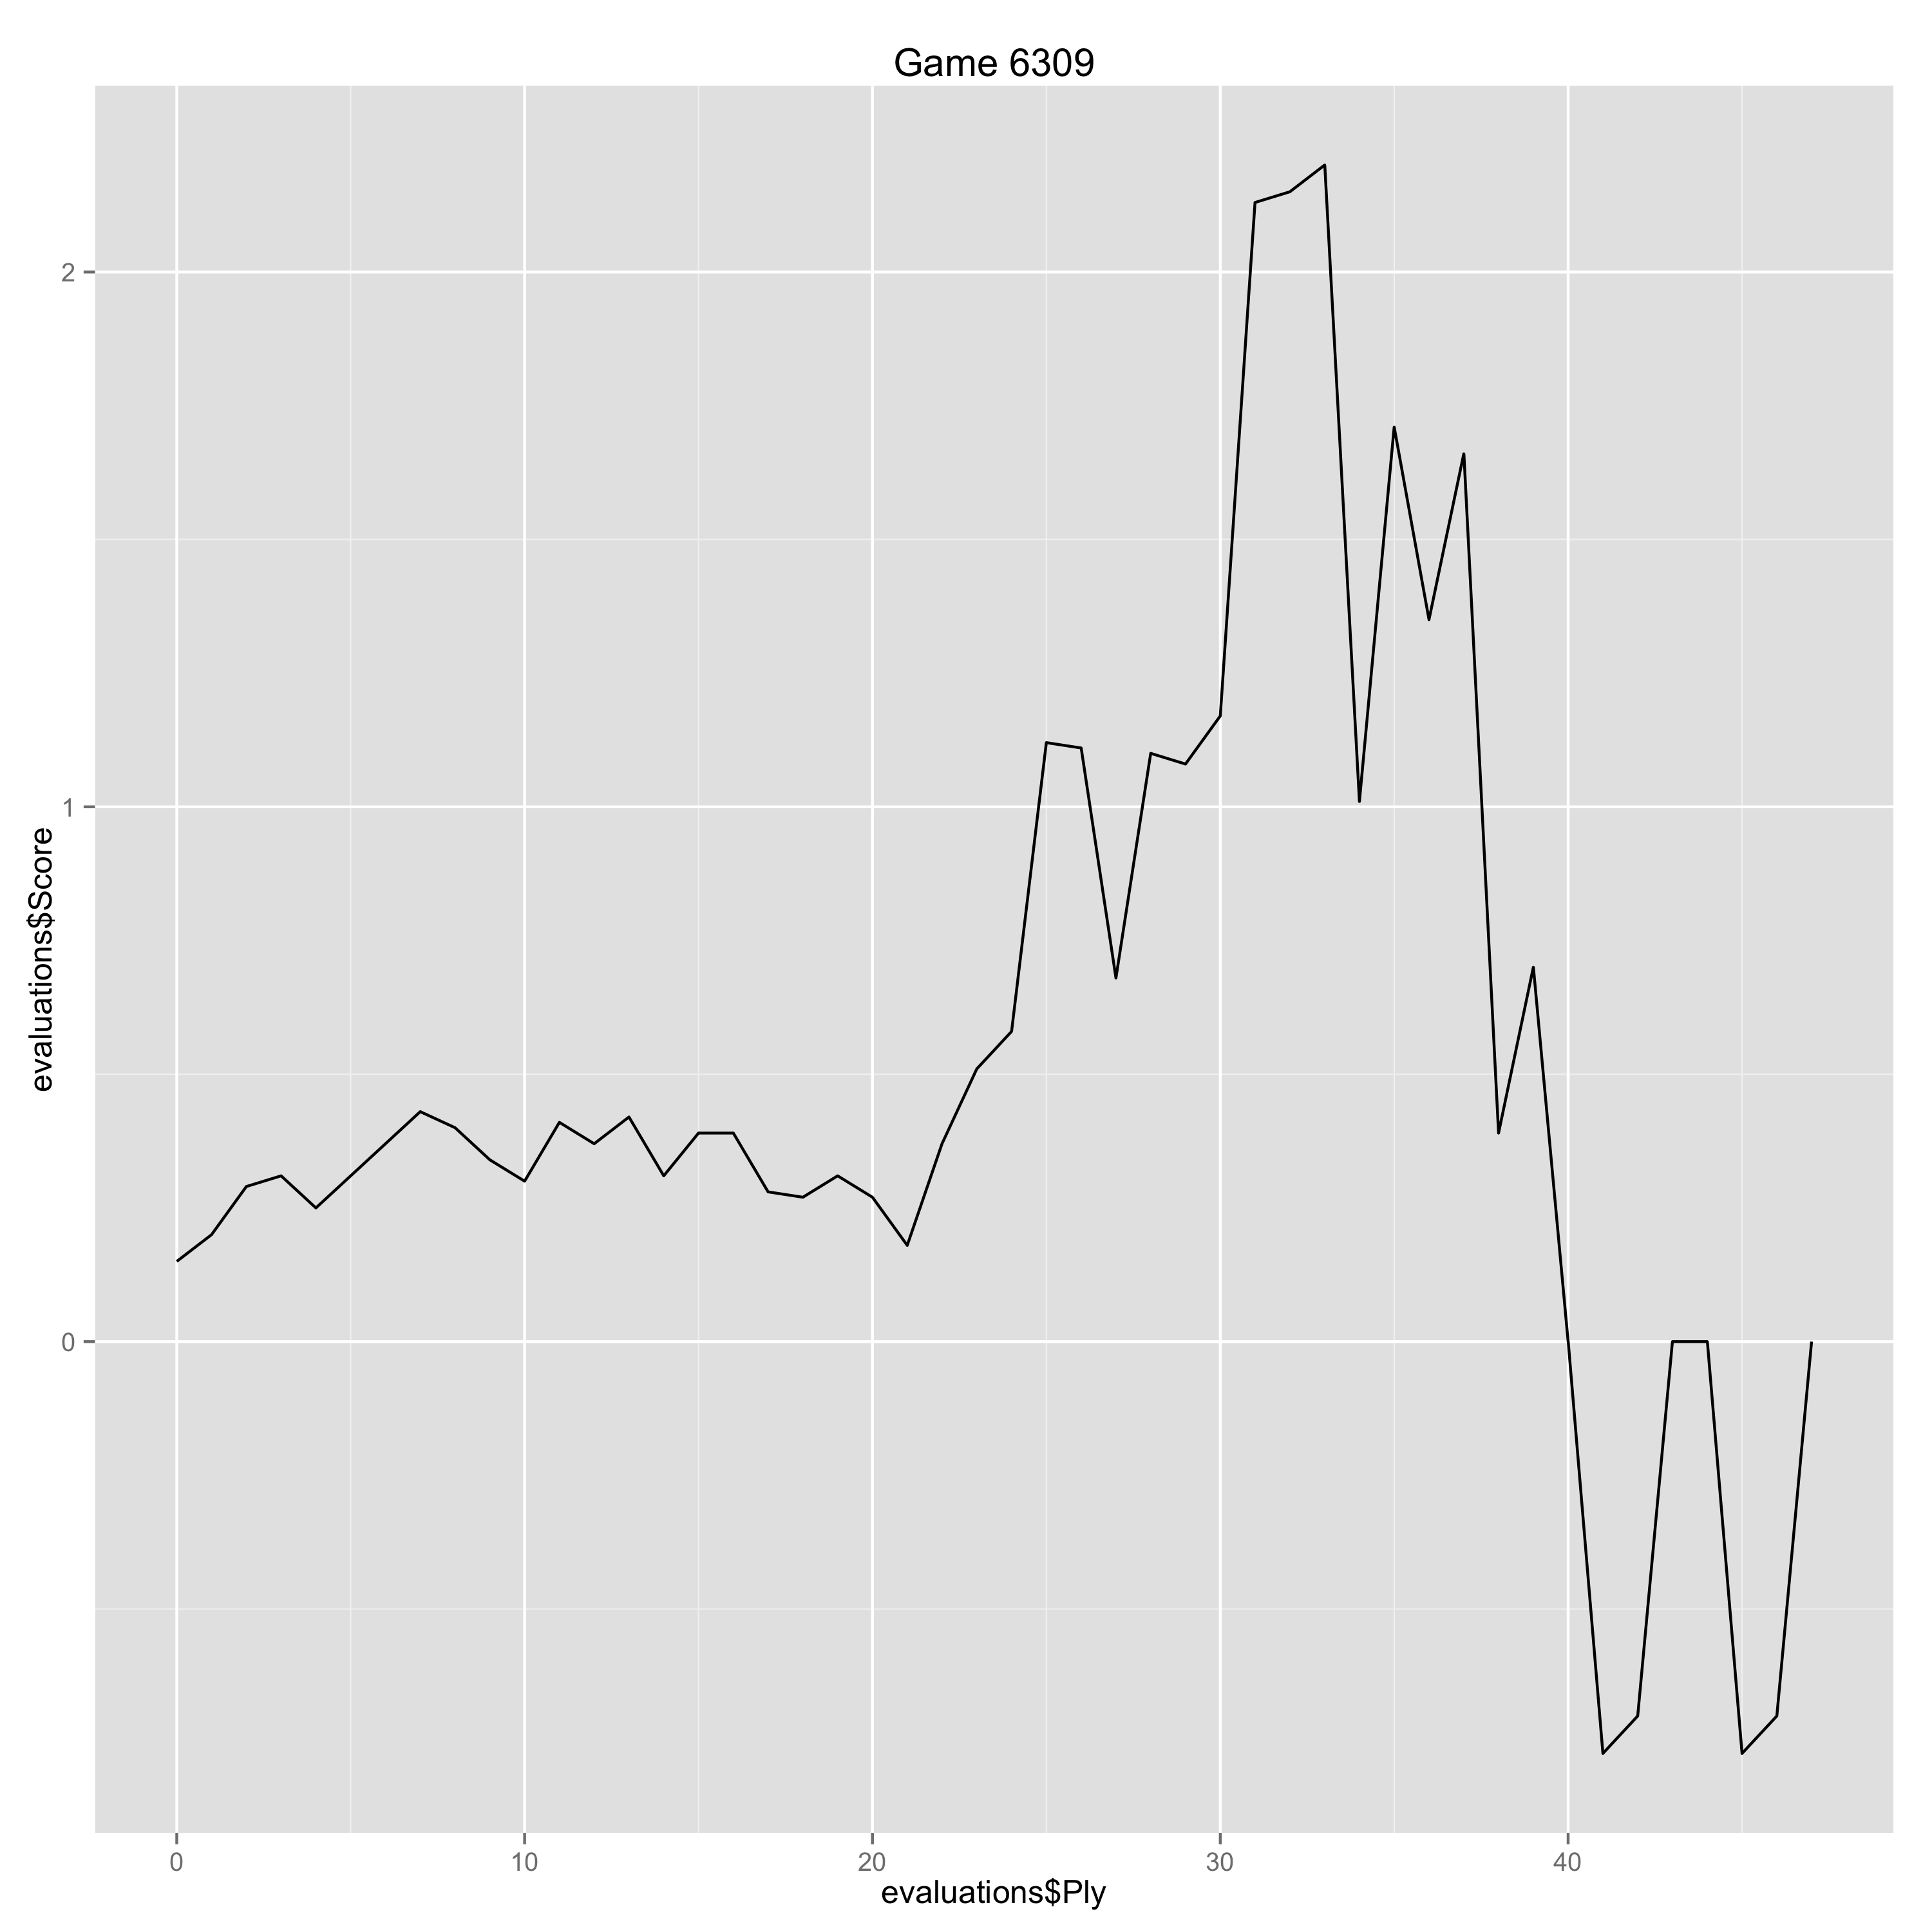 Game 6309
evaluations$Score
2
1
0
0 10 20 30 40
evaluations$Ply